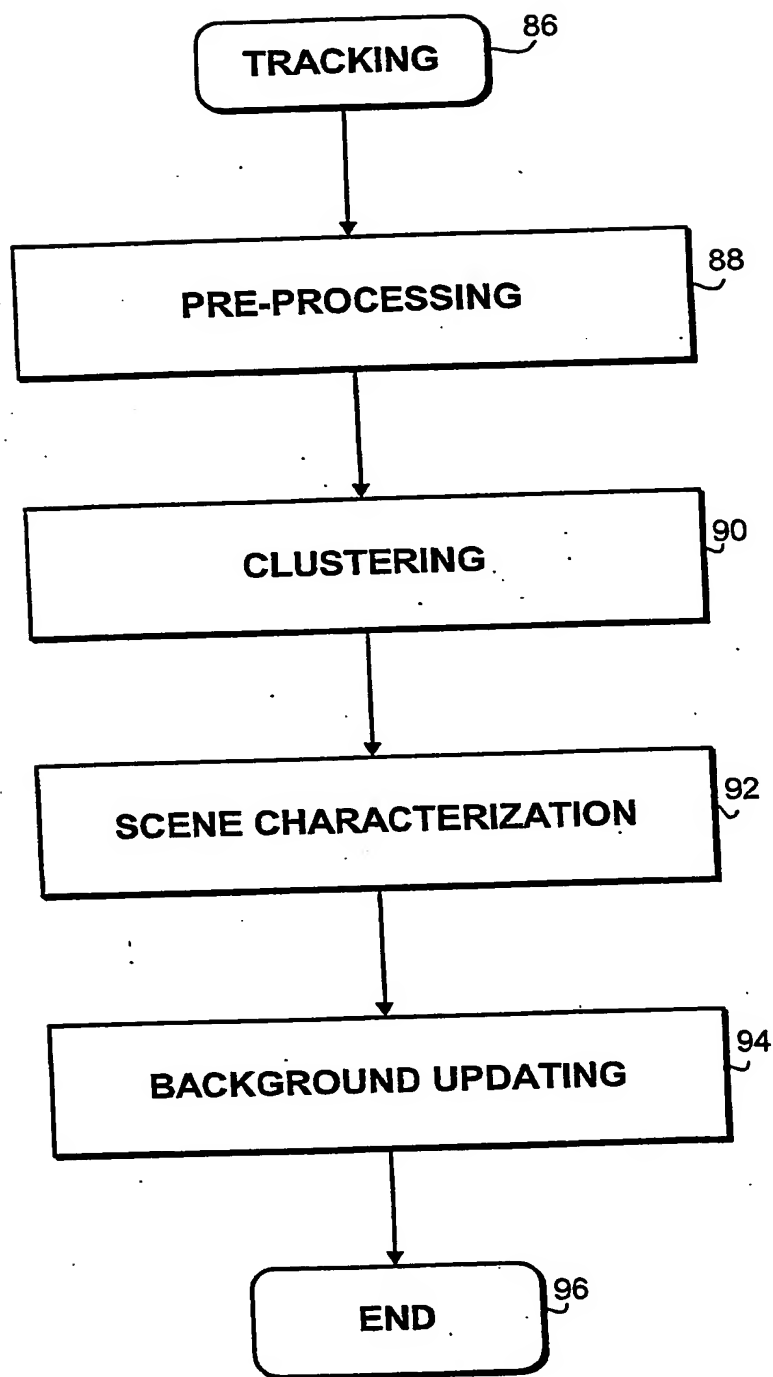 TRACKING
86
PRE-PROCESSING
88
CLUSTERING
90
SCENE CHARACTERIZATION
92
BACKGROUND UPDATING
94
END
96